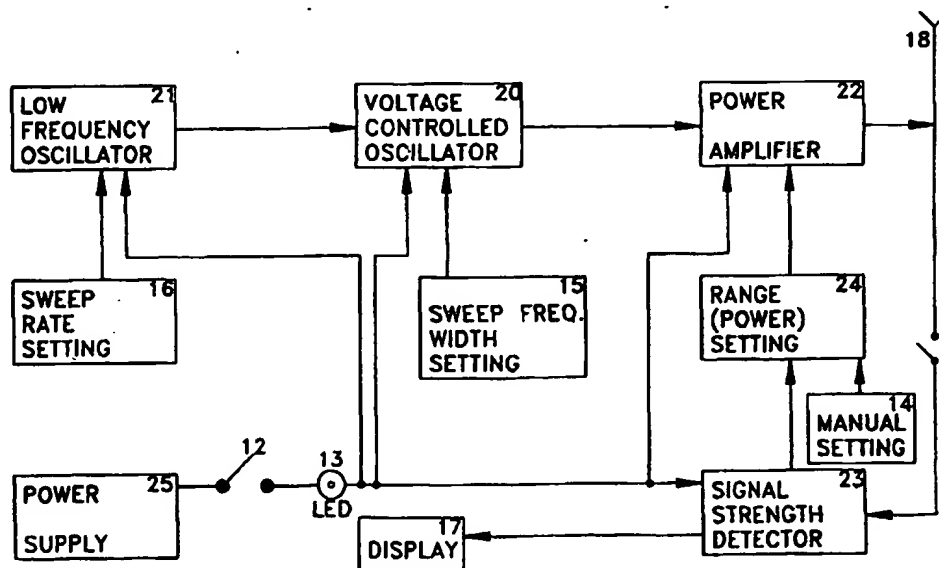 18
21
LOW
FREQUENCY
OSCILLATOR
20
VOLTAGE
CONTROLLED
OSCILLATOR
22
POWER
AMPLIFIER
16
SWEEP
RATE
SETTING
15
SWEEP FREQ.
WIDTH
SETTING
24
RANGE
(POWER)
SETTING
14
MANUAL
SETTING
25
POWER
SUPPLY
12
13
LED
23
SIGNAL
STRENGTH
DETECTOR
17
DISPLAY